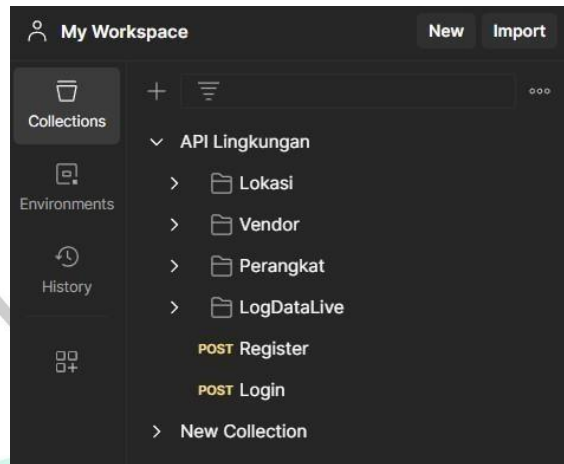 My Workspace
New
Import
Collections
Environments
History
API Lingkungan
Lokasi
Vendor
Perangkat
LogDataLive
POST Register
POST Login
New Collection